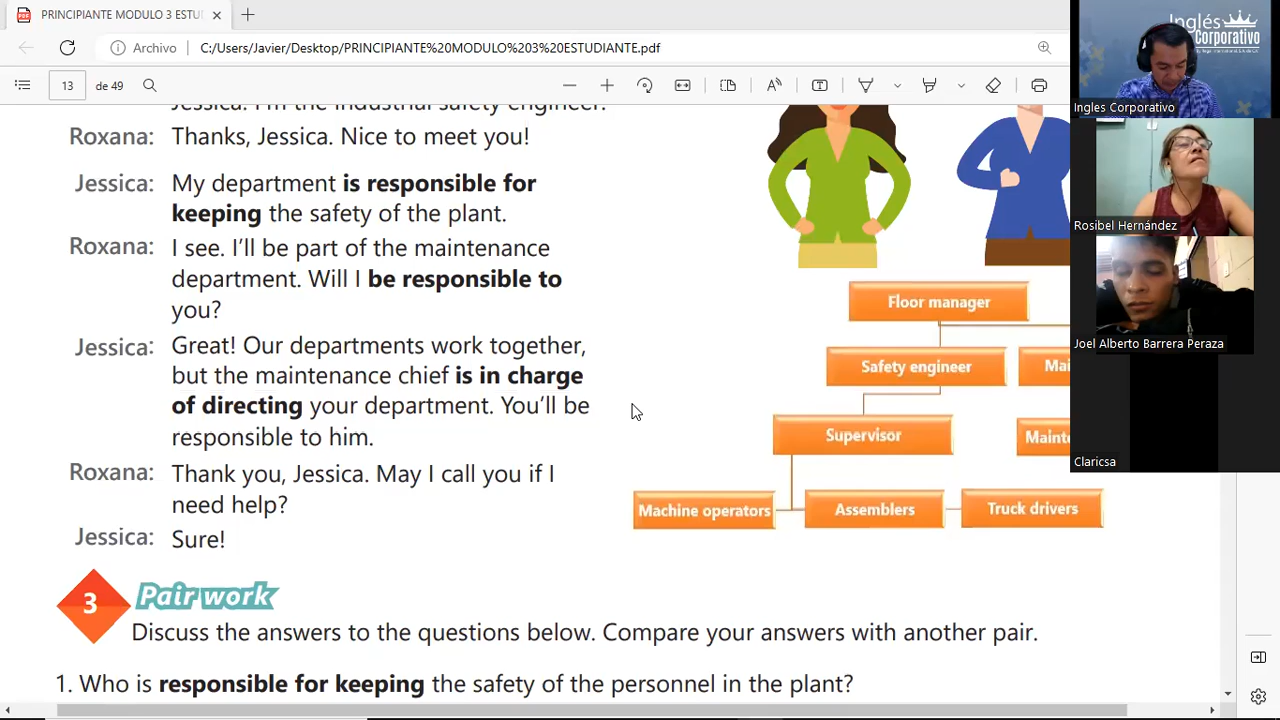 PRINCIPIANTE MODULO 3 ESTU
Archivo
C:/Users/Javier/Desktop/PRINCIPIANTE%20MODULO%203%20ESTUDIANTE.pdf
13 de 49
Jessica. I'm the industrial safety engineer.
Roxana: Thanks, Jessica. Nice to meet you!
Jessica: My department is responsible for
keeping the safety of the plant.
Roxana: I see. I'll be part of the maintenance
department. Will I be responsible to
you?
Jessica: Great! Our departments work together,
but the maintenance chief is in charge
of directing your department. You'll be
responsible to him.
Roxana: Thank you, Jessica. May I call you if I
need help?
Jessica: Sure!
Floor manager
Safety engineer
Mai
Supervisor
Mainte
Machine operators
Assemblers
Truck drivers
3 Pair work
Discuss the answers to the questions below. Compare your answers with another pair.
1. Who is responsible for keeping the safety of the personnel in the plant?
Inglés
Corporativo
Ingles Corporativo
Rosibel Hernández
Joel Alberto Barrera Peraza
Claricsa